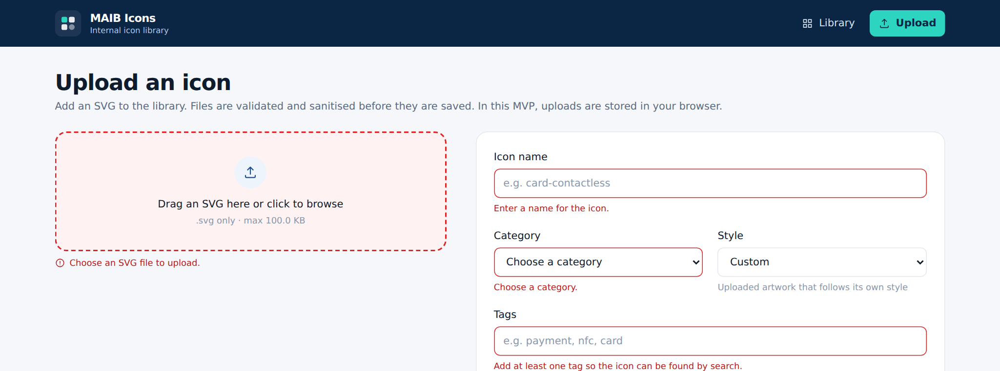 MAIB Icons
Internal icon library
Library
Upload
Upload an icon
Add an SVG to the library. Files are validated and sanitised before they are saved. In this MVP, uploads are stored in your browser.
Drag an SVG here or click to browse
.svg only · max 100.0 KB
Choose an SVG file to upload.
Icon name
e.g. card-contactless
Enter a name for the icon.
Category
Style
Choose a category
Custom
Choose a category.
Uploaded artwork that follows its own style
Tags
e.g. payment, nfc, card
Add at least one tag so the icon can be found by search.